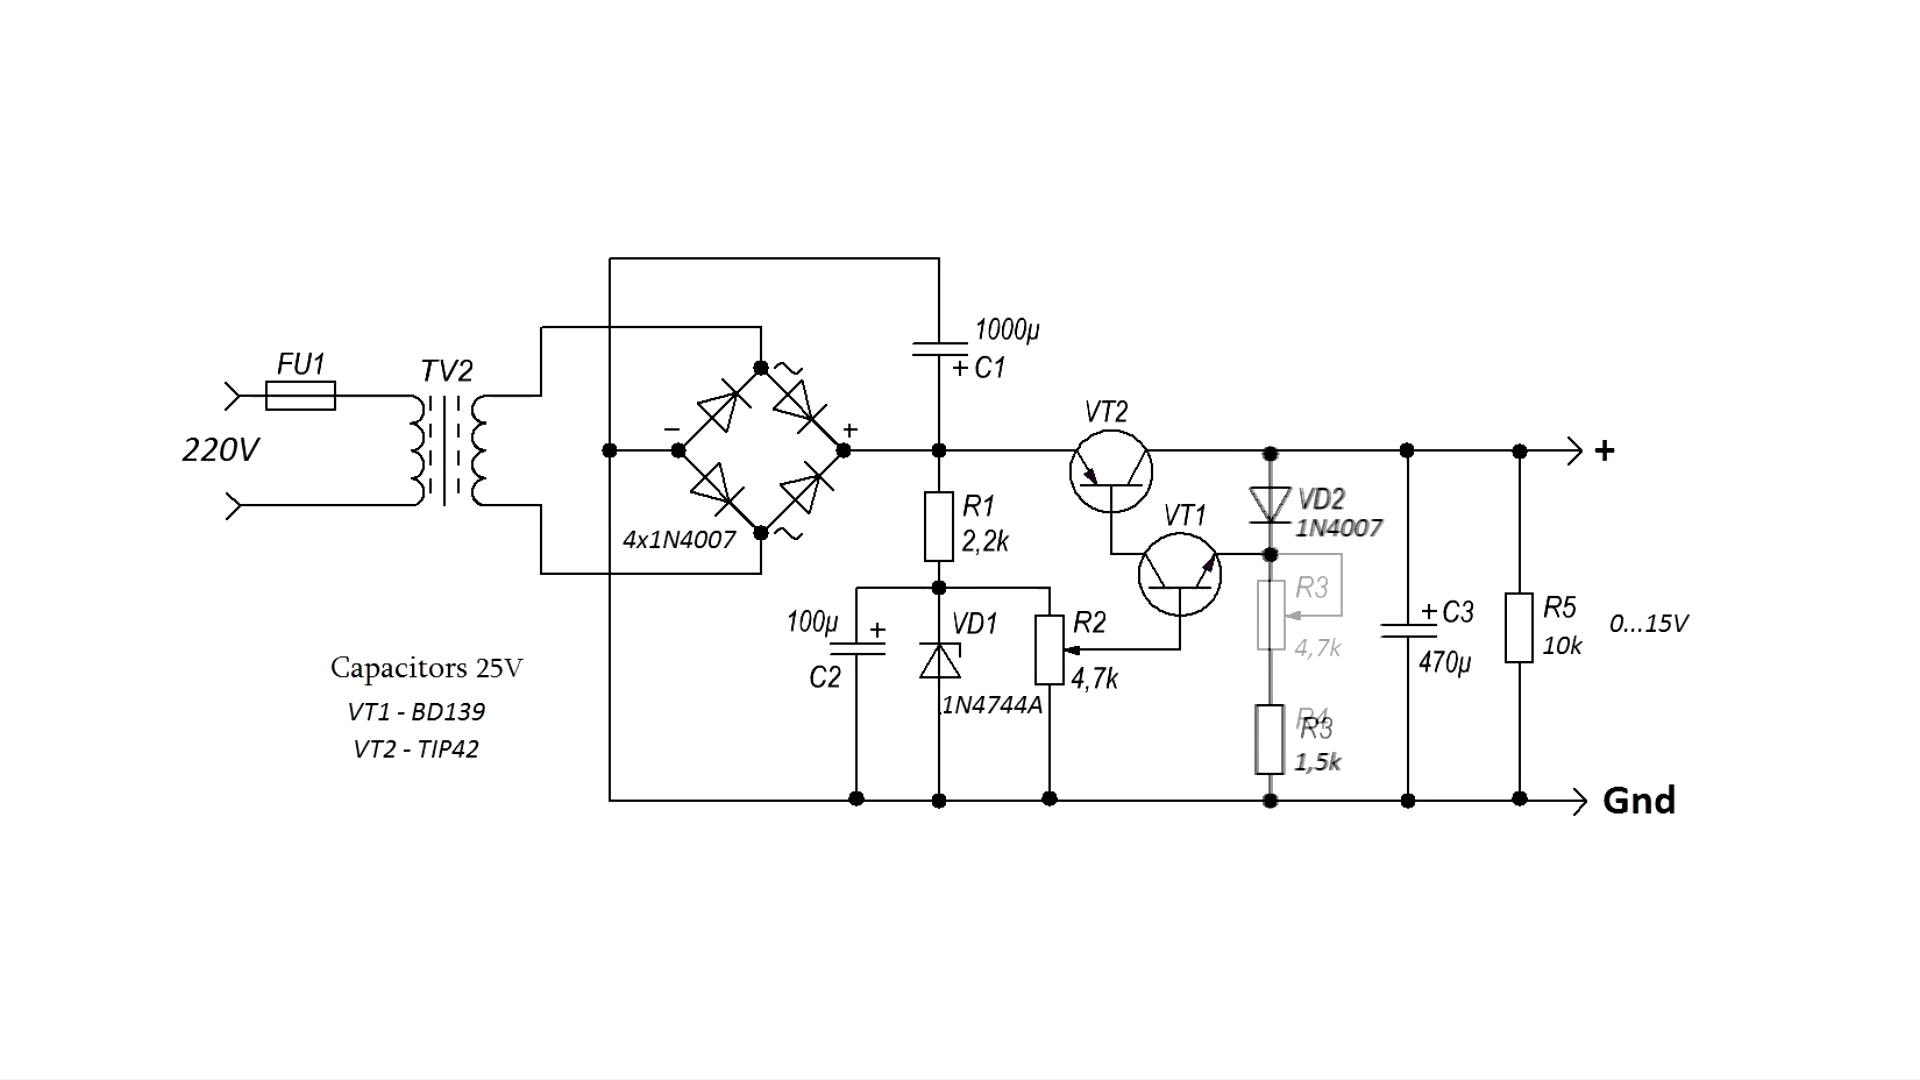 FU1
TV2
220V
~
−
+
4x1N4007
~
1000µ
+ C1
VT2
+
R1
2,2k
VT1
VD2
1N4007
100µ
+
C2
VD1
1N4744A
R2
4,7k
R3
4,7k
R4
R3
1,5k
+ C3
470µ
R5
10k
0...15V
Capacitors 25V
VT1 - BD139
VT2 - TIP42
Gnd